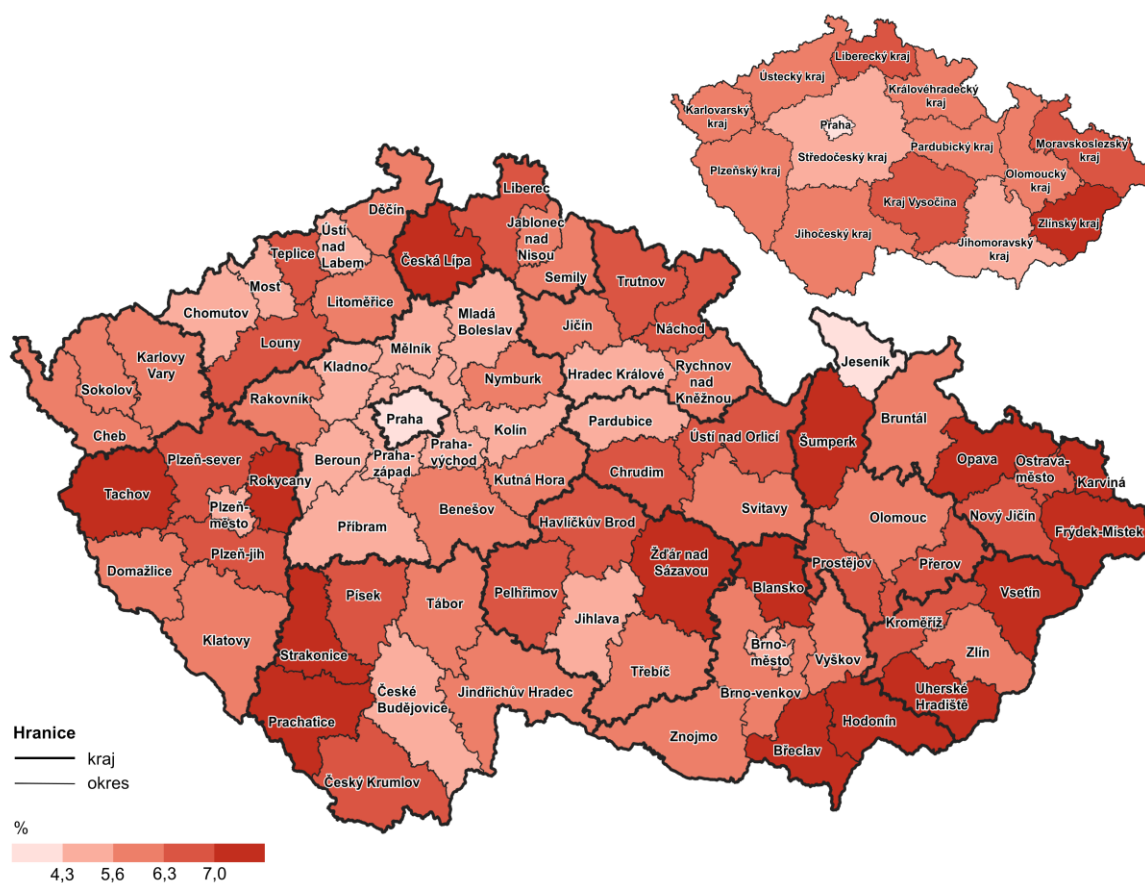 Liberecký kraj
Ústecký kraj
Karlovarský
kraj
Královéhradecký
kraj
Praha
Středočeský kraj
Pardubický kraj
Moravskoslezský
kraj
Plzeňský kraj
Olomoucký
kraj
Kraj Vysočina
Zlínský kraj
Jihočeský kraj
Jihomoravský
kraj
Liberec
Děčín
Jablonec
nad
Nisou
Ústí
nad
Labem
Teplice
Česká Lípa
Semily
Trutnov
Most
Litoměřice
Chomutov
Mladá
Boleslav
Jičín
Náchod
Louny
Mělník
Karlovy
Vary
Jeseník
Kladno
Nymburk
Hradec Králové
Rychnov
nad
Kněžnou
Sokolov
Rakovník
Praha
Pardubice
Bruntál
Cheb
Kolín
Ústí nad Orlicí
Šumperk
Beroun
Praha-
západ
Praha-
východ
Plzeň-sever
Rokycany
Opava
Ostrava-
město
Karviná
Tachov
Chrudim
Kutná Hora
Plzeň-
město
Benešov
Svitavy
Olomouc
Nový Jičín
Příbram
Havlíčkův Brod
Frýdek-Místek
Plzeň-jih
Žďár nad
Sázavou
Domažlice
Prostějov
Přerov
Blansko
Vsetín
Pelhřimov
Písek
Tábor
Jihlava
Kroměříž
Klatovy
Strakonice
Brno-
město
Vyškov
Zlín
Třebíč
České
Budějovice
Jindřichův Hradec
Brno-venkov
Uherské
Hradiště
Prachatice
Hodonín
Znojmo
Břeclav
Český Krumlov
Hranice
kraj
okres
%
4,3 5,6 6,3 7,0